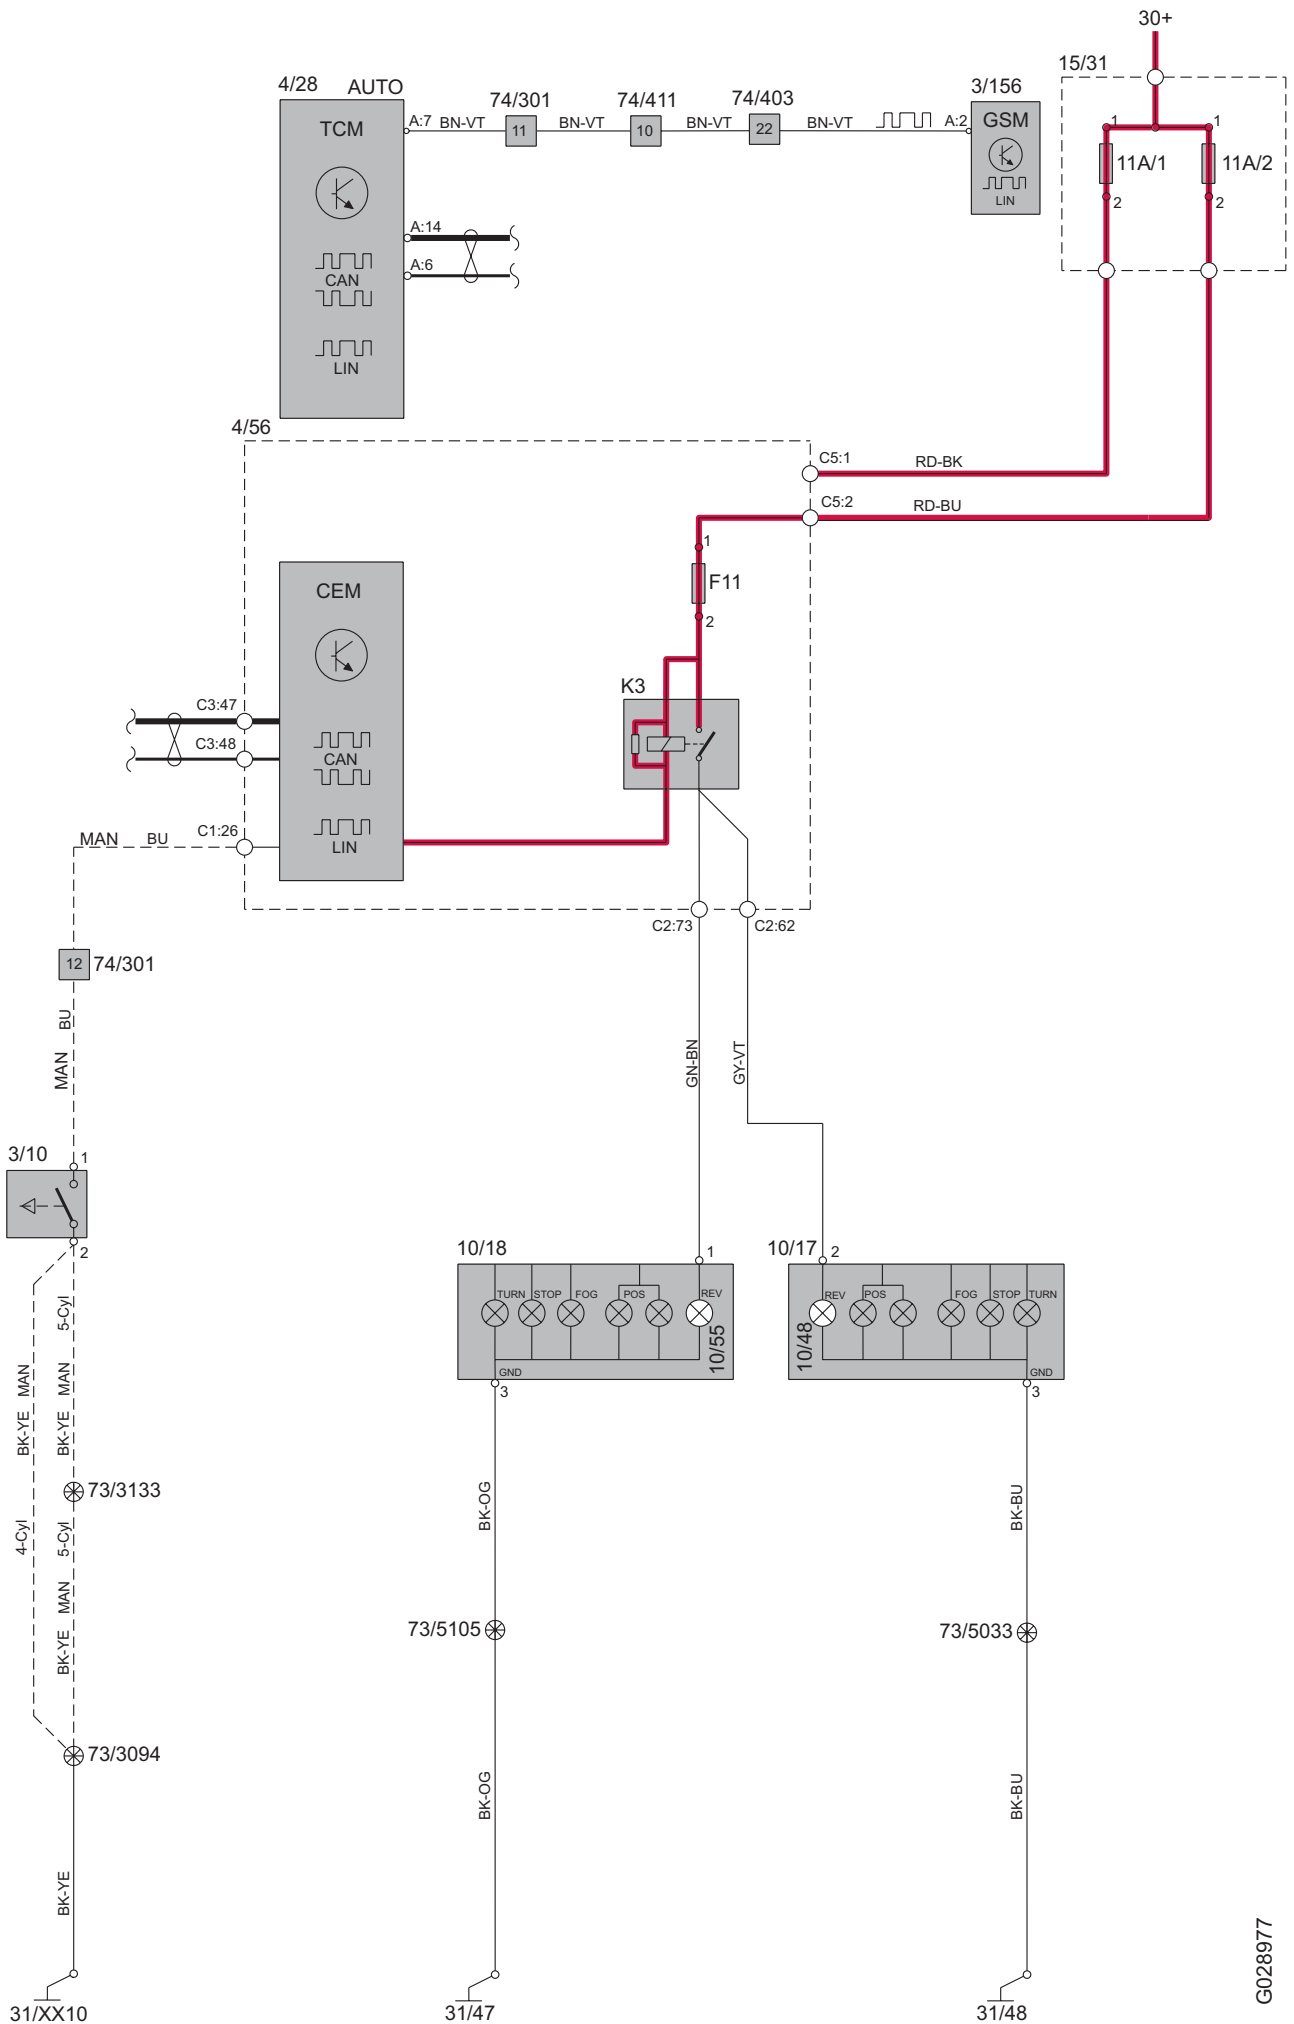 30+
15/31
1
1
11A/1
11A/2
2
2
4/28
AUTO
TCM
A:7
BN-VT
74/301
11
BN-VT
74/411
10
BN-VT
74/403
22
BN-VT
A:2
3/156
GSM
LIN
A:14
A:6
CAN
LIN
4/56
C5:1
RD-BK
C5:2
RD-BU
1
F11
2
CEM
K3
C3:47
C3:48
CAN
C1:26
LIN
MAN
BU
C2:73
C2:62
12
74/301
BU
MAN
GN-BN
GY-VT
3/10
1
2
10/18
1
TURN
STOP
FOG
POS
REV
10/55
GND
3
10/17
2
REV
POS
FOG
STOP
TURN
10/48
GND
3
5-Cyl
MAN
BK-YE
MAN
BK-YE
73/3133
4-Cyl
5-Cyl
MAN
BK-YE
73/3094
BK-YE
31/XX10
BK-OG
73/5105
BK-OG
31/47
BK-BU
73/5033
BK-BU
31/48
G028977